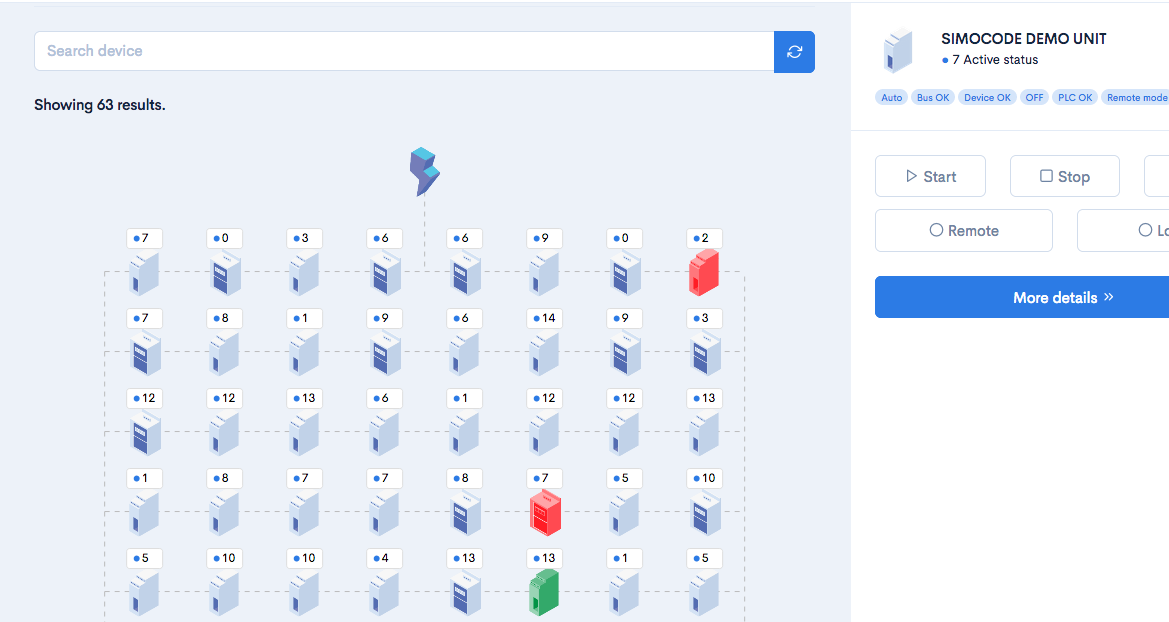 Search device
SIMOCODE DEMO UNIT
7 Active status
Showing 63 results.
Auto Bus OK Device OK OFF PLC OK Remote mode
Start Stop
Remote Lo
More details
7 0 3 6 6 9 0 2
7 8 1 9 6 14 9 3
12 12 13 6 1 12 12 13
1 8 7 7 8 7 5 10
5 10 10 4 13 13 1 5